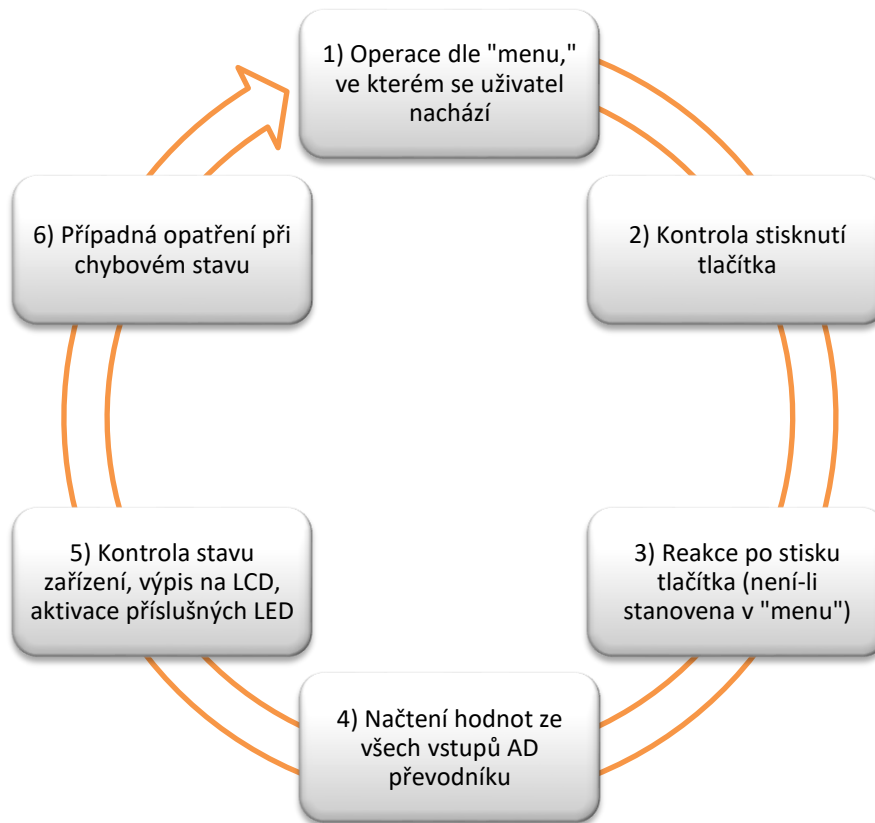 1) Operace dle "menu,"
ve kterém se uživatel
nachází
2) Kontrola stisknutí
tlačítka
3) Reakce po stisku
tlačítka (není-li
stanovena v "menu")
4) Načtení hodnot ze
všech vstupů AD
převodníku
5) Kontrola stavu
zařízení, výpis na LCD,
aktivace příslušných LED
6) Případná opatření při
chybovém stavu